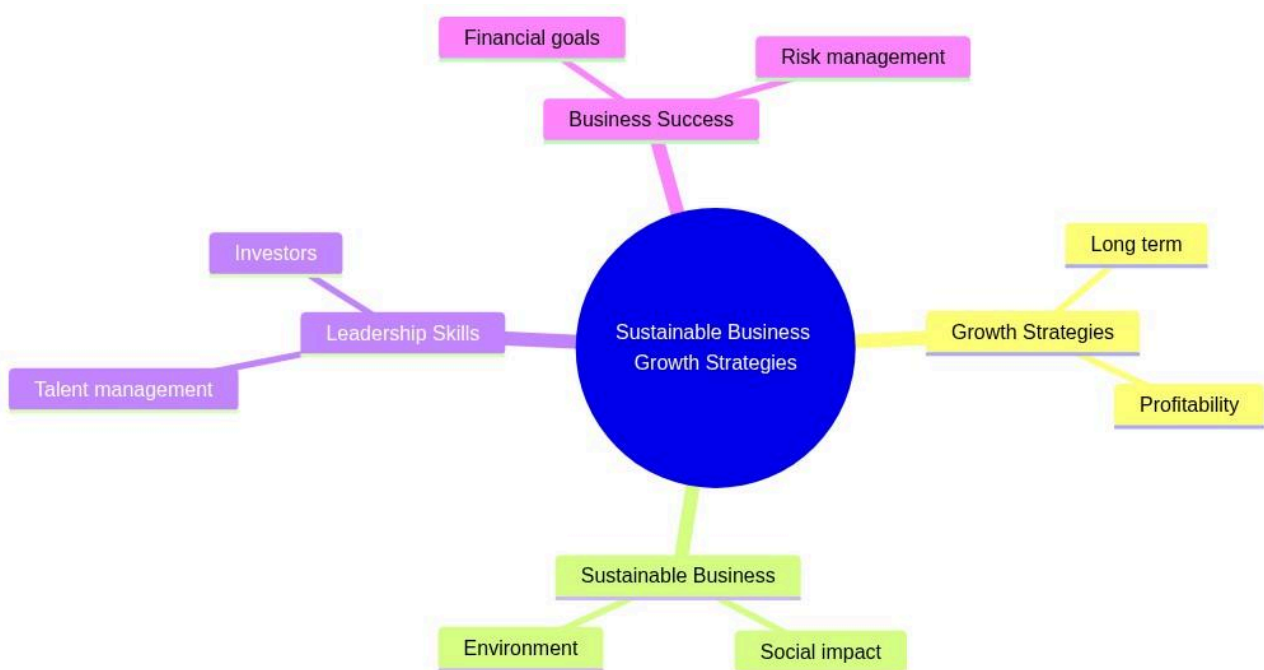 Financial goals
Risk management
Business Success
Long term
Investors
Leadership Skills
Sustainable Business
Growth Strategies
Growth Strategies
Talent management
Profitability
Sustainable Business
Environment
Social impact